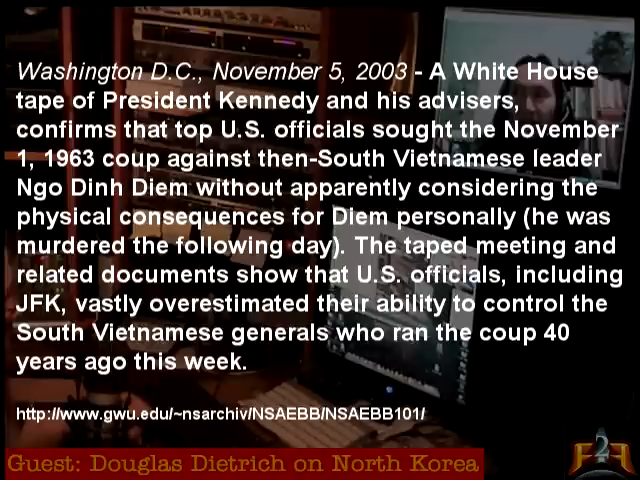 Washington D.C., November 5, 2003 - A White House
tape of President Kennedy and his advisers,
confirms that top U.S. officials sought the November
1, 1963 coup against then-South Vietnamese leader
Ngo Dinh Diem without apparently considering the
physical consequences for Diem personally (he was
murdered the following day). The taped meeting and
related documents show that U.S. officials, including
JFK, vastly overestimated their ability to control the
South Vietnamese generals who ran the coup 40
years ago this week.
http://www.gwu.edu/~nsarchiv/NSAEBB/NSAEBB101/
Guest: Douglas Dietrich on North Korea
F2F